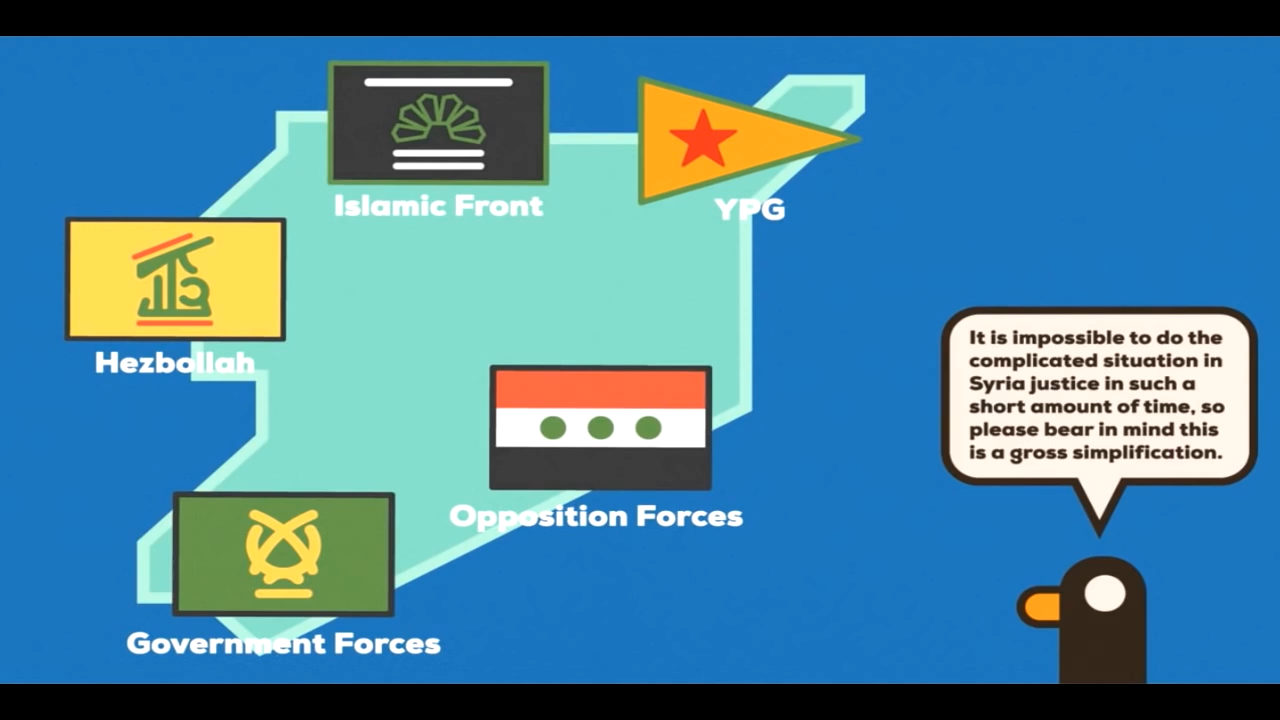 Islamic Front
YPG
Hezbollah
It is impossible to do the
complicated situation in
Syria justice in such a
short amount of time, so
please bear in mind this
is a gross simplification.
Opposition Forces
Government Forces